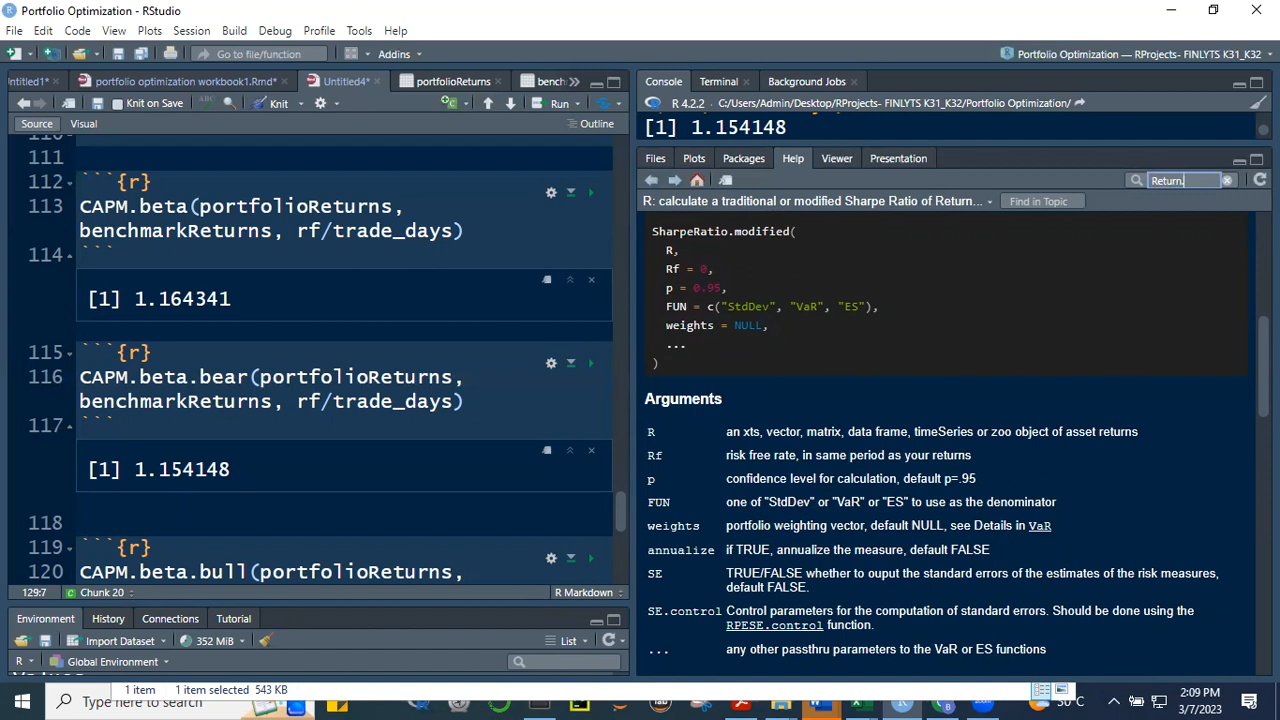 Portfolio Optimization - RStudio
File Edit Code View Plots Session Build Debug Profile Tools Help
Go to file/function Addins Portfolio Optimization — RProjects- FINLYTS K31_K32
Untitled1* portfolio optimization workbook1.Rmd* Untitled4* portfolioReturns bench
Knit on Save Knit Run
Source Visual Outline
110
111
112 ```{r}
113 CAPM.beta(portfolioReturns,
benchmarkReturns, rf/trade_days)
114 ```
[1] 1.164341
115 ```{r}
116 CAPM.beta.bear(portfolioReturns,
benchmarkReturns, rf/trade_days)
117 ```
[1] 1.154148
118
119 ```{r}
120 CAPM.beta.bull(portfolioReturns,
129:7 Chunk 20 R Markdown
Environment History Connections Tutorial
Import Dataset 352 MiB List
R Global Environment
Values
Console Terminal Background Jobs
R 4.2.2 · C:/Users/Admin/Desktop/RProjects- FINLYTS K31_K32/Portfolio Optimization/
[1] 1.154148
Files Plots Packages Help Viewer Presentation
Return.
R: calculate a traditional or modified Sharpe Ratio of Return... Find in Topic
SharpeRatio.modified(
R,
Rf = 0,
p = 0.95,
FUN = c("StdDev", "VaR", "ES"),
weights = NULL,
...
)
Arguments
R an xts, vector, matrix, data frame, timeSeries or zoo object of asset returns
Rf risk free rate, in same period as your returns
p confidence level for calculation, default p=.95
FUN one of "StdDev" or "VaR" or "ES" to use as the denominator
weights portfolio weighting vector, default NULL, see Details in VaR
annualize if TRUE, annualize the measure, default FALSE
SE TRUE/FALSE whether to ouput the standard errors of the estimates of the risk measures,
default FALSE.
SE.control Control parameters for the computation of standard errors. Should be done using the
RPESE.control function.
... any other passthru parameters to the VaR or ES functions
1 item 1 item selected 543 KB
Type here to search
30°C
2:09 PM
3/7/2023